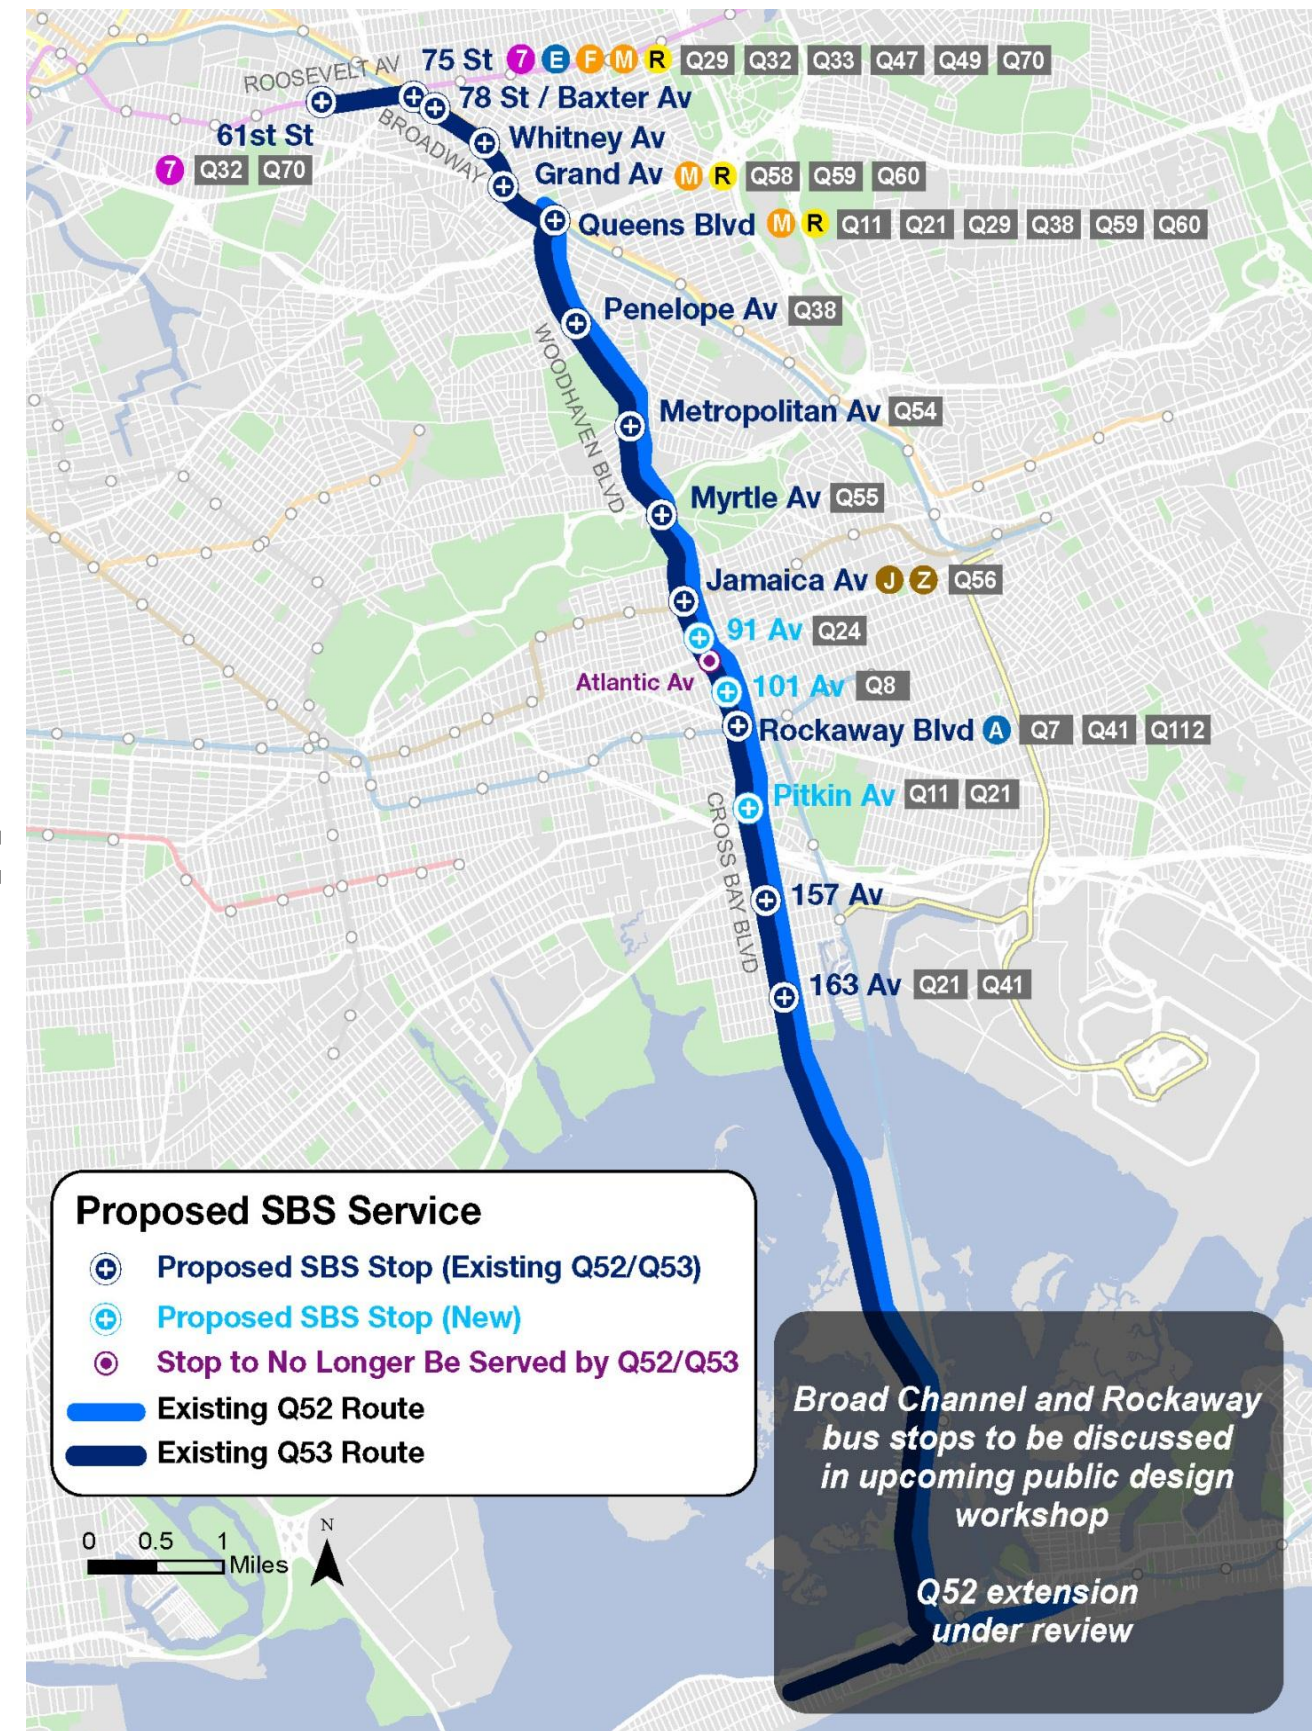 75 St 7 E F M R Q29 Q32 Q33 Q47 Q49 Q70
ROOSEVELT AV
78 St / Baxter Av
61st St
7 Q32 Q70
BROADWAY
Whitney Av
Grand Av M R Q58 Q59 Q60
Queens Blvd M R Q11 Q21 Q29 Q38 Q59 Q60
Penelope Av Q38
WOODHAVEN BLVD
Metropolitan Av Q54
Myrtle Av Q55
Jamaica Av J Z Q56
91 Av Q24
Atlantic Av
101 Av Q8
Rockaway Blvd A Q7 Q41 Q112
Pitkin Av Q11 Q21
CROSS BAY BLVD
157 Av
163 Av Q21 Q41
Proposed SBS Service
Proposed SBS Stop (Existing Q52/Q53)
Proposed SBS Stop (New)
Stop to No Longer Be Served by Q52/Q53
Existing Q52 Route
Existing Q53 Route
0 0.5 1
Miles
N
Broad Channel and Rockaway
bus stops to be discussed
in upcoming public design
workshop
Q52 extension
under review